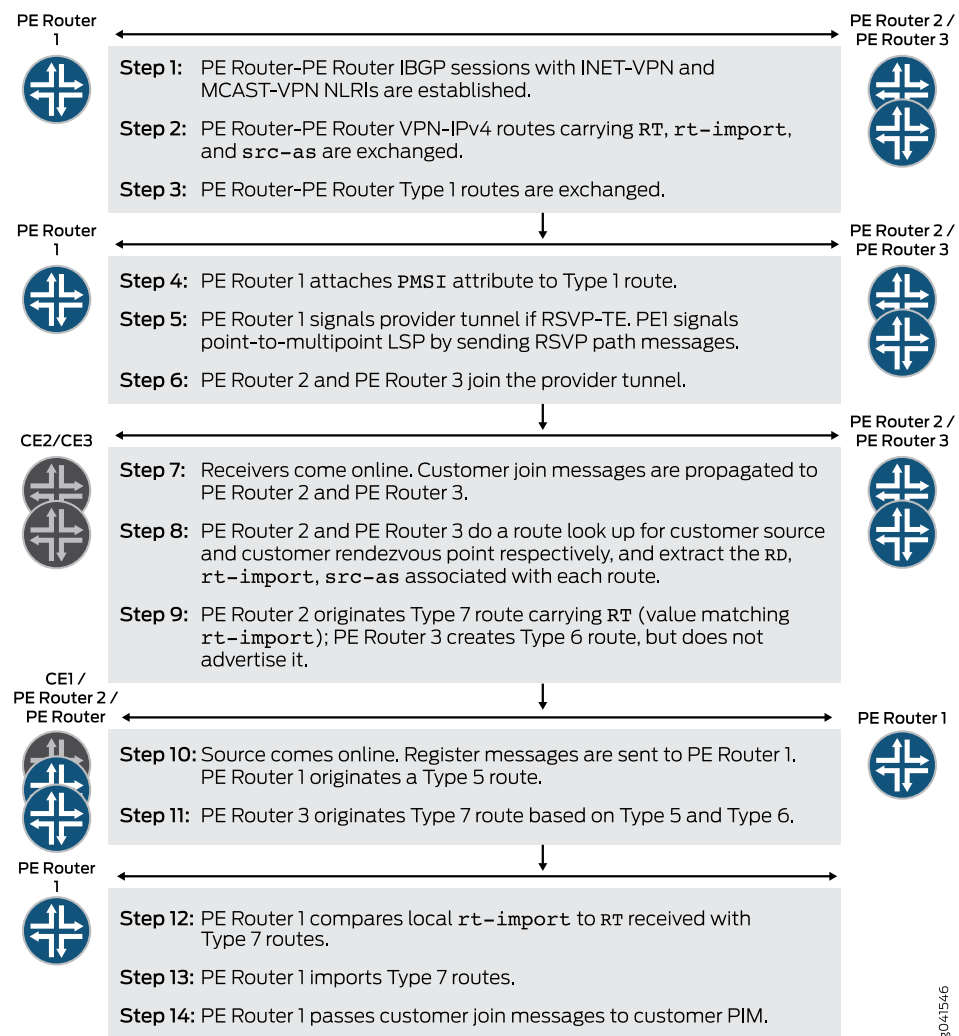 PE Router
1
PE Router 2 /
PE Router 3
Step 1: PE Router-PE Router IBGP sessions with INET-VPN and
MCAST-VPN NLRIs are established.
Step 2: PE Router-PE Router VPN-IPv4 routes carrying RT, rt-import,
and src-as are exchanged.
Step 3: PE Router-PE Router Type 1 routes are exchanged.
PE Router
1
PE Router 2 /
PE Router 3
Step 4: PE Router 1 attaches PMSI attribute to Type 1 route.
Step 5: PE Router 1 signals provider tunnel if RSVP-TE. PE1 signals
point-to-multipoint LSP by sending RSVP path messages.
Step 6: PE Router 2 and PE Router 3 join the provider tunnel.
CE2/CE3
PE Router 2 /
PE Router 3
Step 7: Receivers come online. Customer join messages are propagated to
PE Router 2 and PE Router 3.
Step 8: PE Router 2 and PE Router 3 do a route look up for customer source
and customer rendezvous point respectively, and extract the RD,
rt-import, src-as associated with each route.
Step 9: PE Router 2 originates Type 7 route carrying RT (value matching
rt-import); PE Router 3 creates Type 6 route, but does not
advertise it.
CE1 /
PE Router 2 /
PE Router
PE Router 1
Step 10: Source comes online. Register messages are sent to PE Router 1.
PE Router 1 originates a Type 5 route.
Step 11: PE Router 3 originates Type 7 route based on Type 5 and Type 6.
PE Router
1
Step 12: PE Router 1 compares local rt-import to RT received with
Type 7 routes.
Step 13: PE Router 1 imports Type 7 routes.
Step 14: PE Router 1 passes customer join messages to customer PIM.
g041546